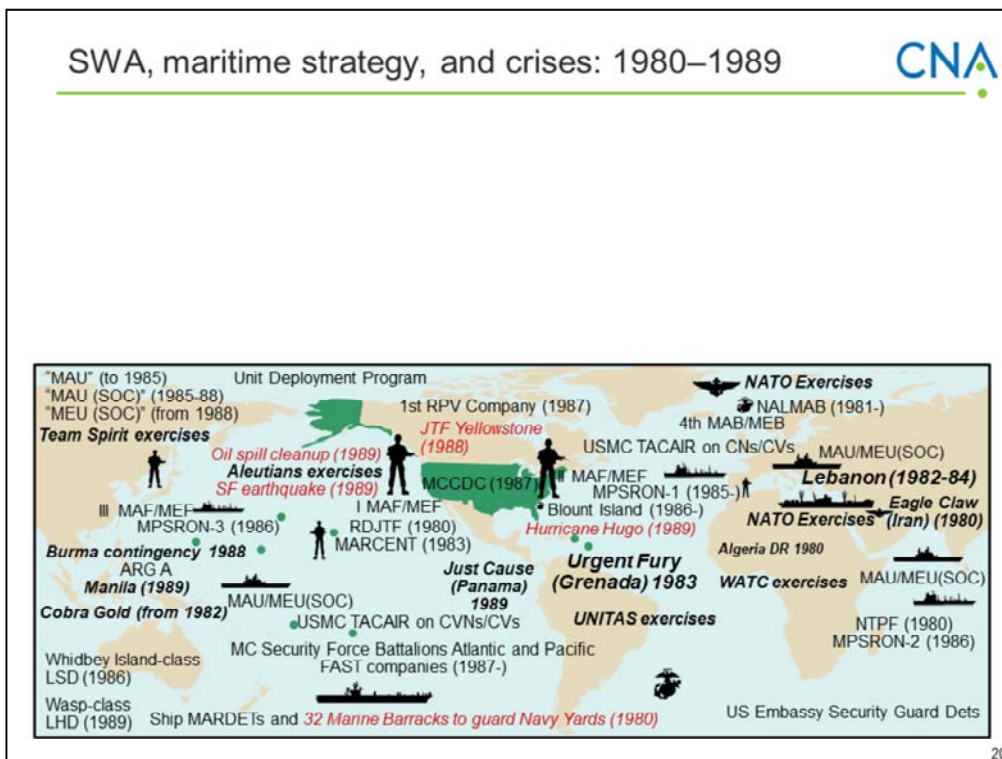 SWA, maritime strategy, and crises: 1980–1989
CNA
"MAU" (to 1985)
"MAU (SOC)" (1985-88)
"MEU (SOC)" (from 1988)
Team Spirit exercises
Unit Deployment Program
1st RPV Company (1987)
JTF Yellowstone
(1988)
Oil spill cleanup (1989)
Aleutians exercises
SF earthquake (1989)
MCCDC (1987)
NATO Exercises
NALMAB (1981-)
4th MAB/MEB
USMC TACAIR on CNs/CVs
MAU/MEU(SOC)
II MAF/MEF
MPSRON-1 (1985-)
Lebanon (1982-84)
Blount Island (1986-)
Hurricane Hugo (1989)
NATO Exercises
Eagle Claw
(Iran) (1980)
III MAF/MEF
MPSRON-3 (1986)
I MAF/MEF
RDJTF (1980)
MARCENT (1983)
Burma contingency 1988
ARG A
Manila (1989)
Cobra Gold (from 1982)
MAU/MEU(SOC)
Just Cause
(Panama)
1989
Urgent Fury
(Grenada) 1983
Algeria DR 1980
WATC exercises
MAU/MEU(SOC)
UNITAS exercises
NTPF (1980)
MPSRON-2 (1986)
USMC TACAIR on CVNs/CVs
MC Security Force Battalions Atlantic and Pacific
FAST companies (1987-)
Whidbey Island-class
LSD (1986)
Wasp-class
LHD (1989)
Ship MARDETs and 32 Marine Barracks to guard Navy Yards (1980)
US Embassy Security Guard Dets